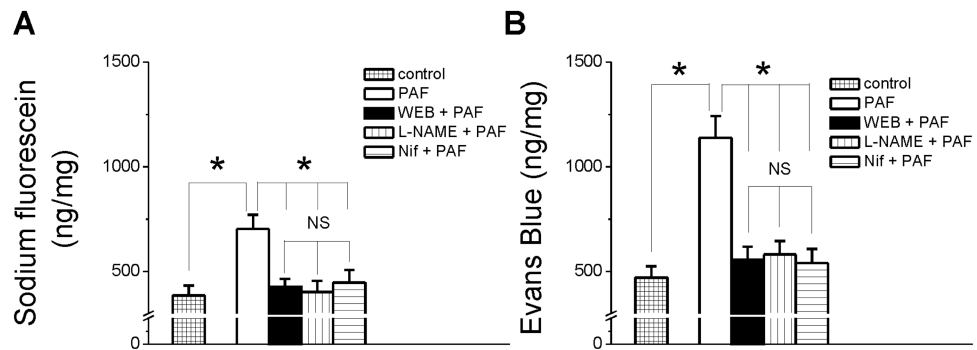 A
Sodium fluorescein
(ng/mg)
1500
1000
500
0
*
*
NS
control
PAF
WEB + PAF
L-NAME + PAF
Nif + PAF
B
Evans Blue (ng/mg)
1500
1000
500
0
*
*
NS
control
PAF
WEB + PAF
L-NAME + PAF
Nif + PAF